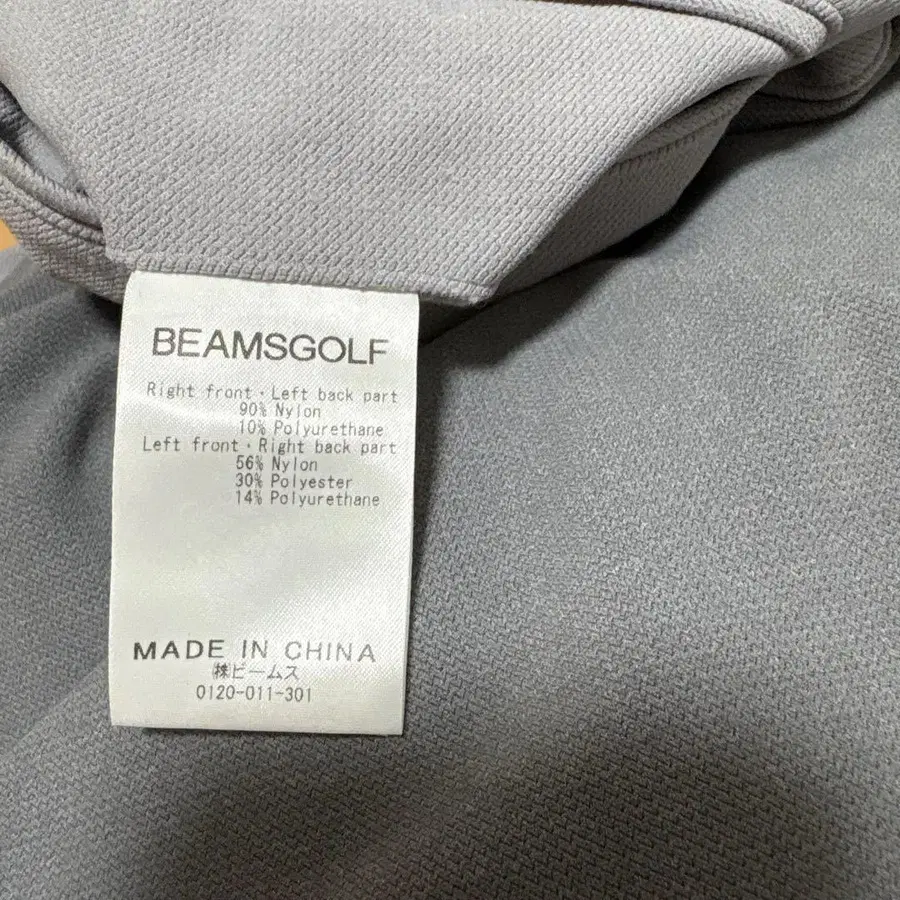 BEAMSGOLF
Right front・Left back part
90% Nylon
10% Polyurethane
Left front・Right back part
56% Nylon
30% Polyester
14% Polyurethane
MADE IN CHINA
㈱ビームス
0120-011-301